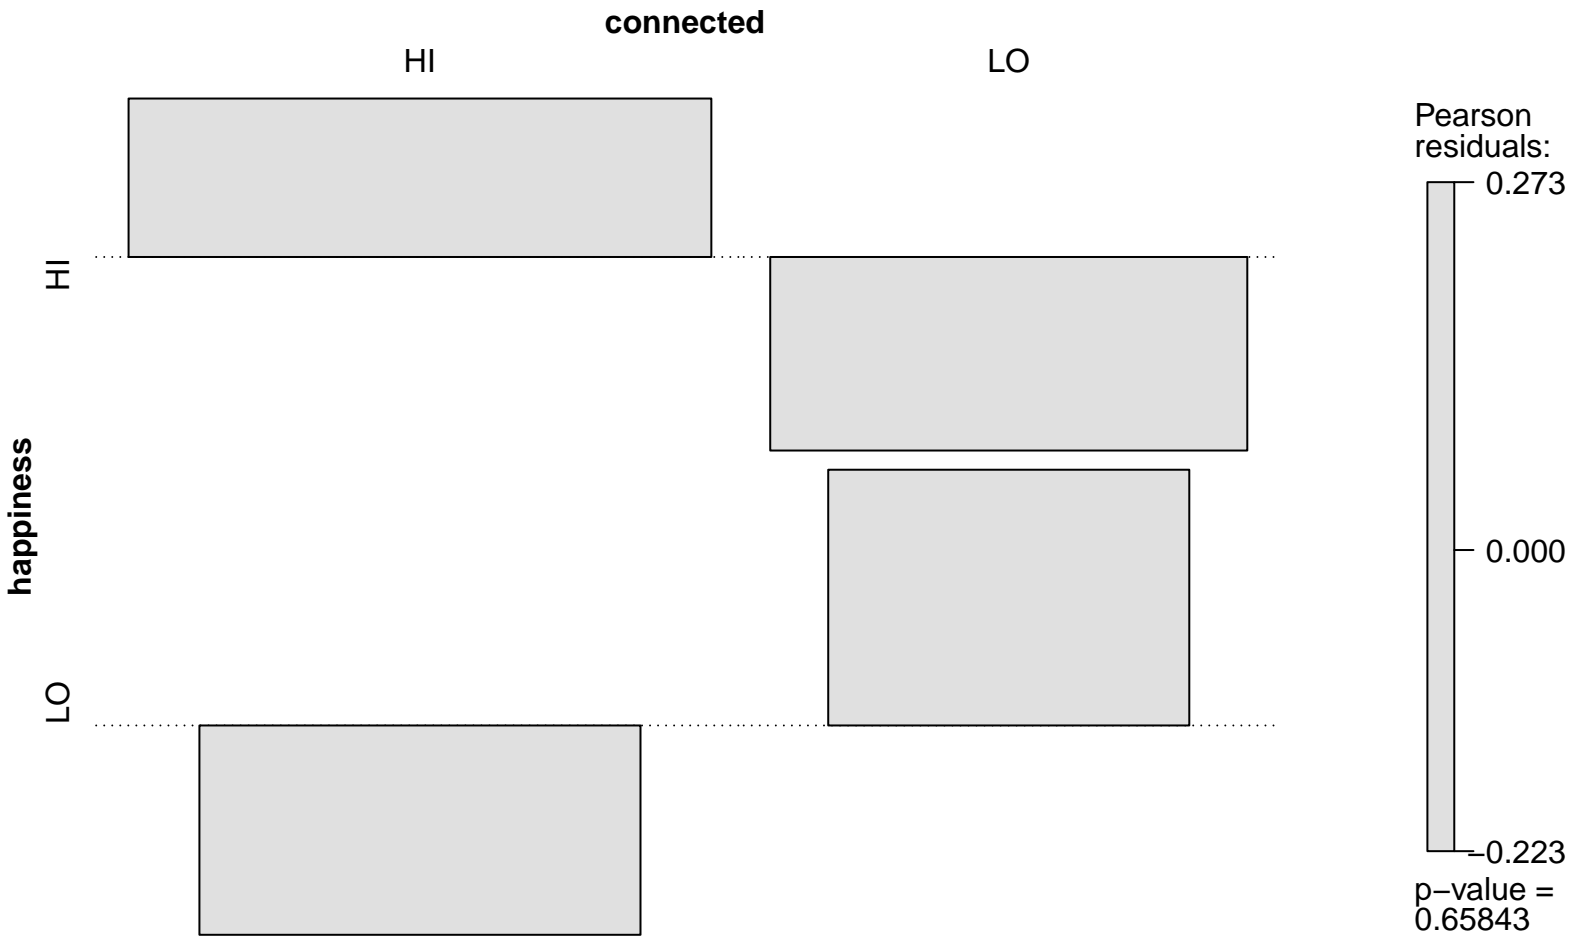 connected
HI
LO
happiness
HI
LO
Pearson
residuals:
0.273
0.000
−0.223
p−value =
0.65843